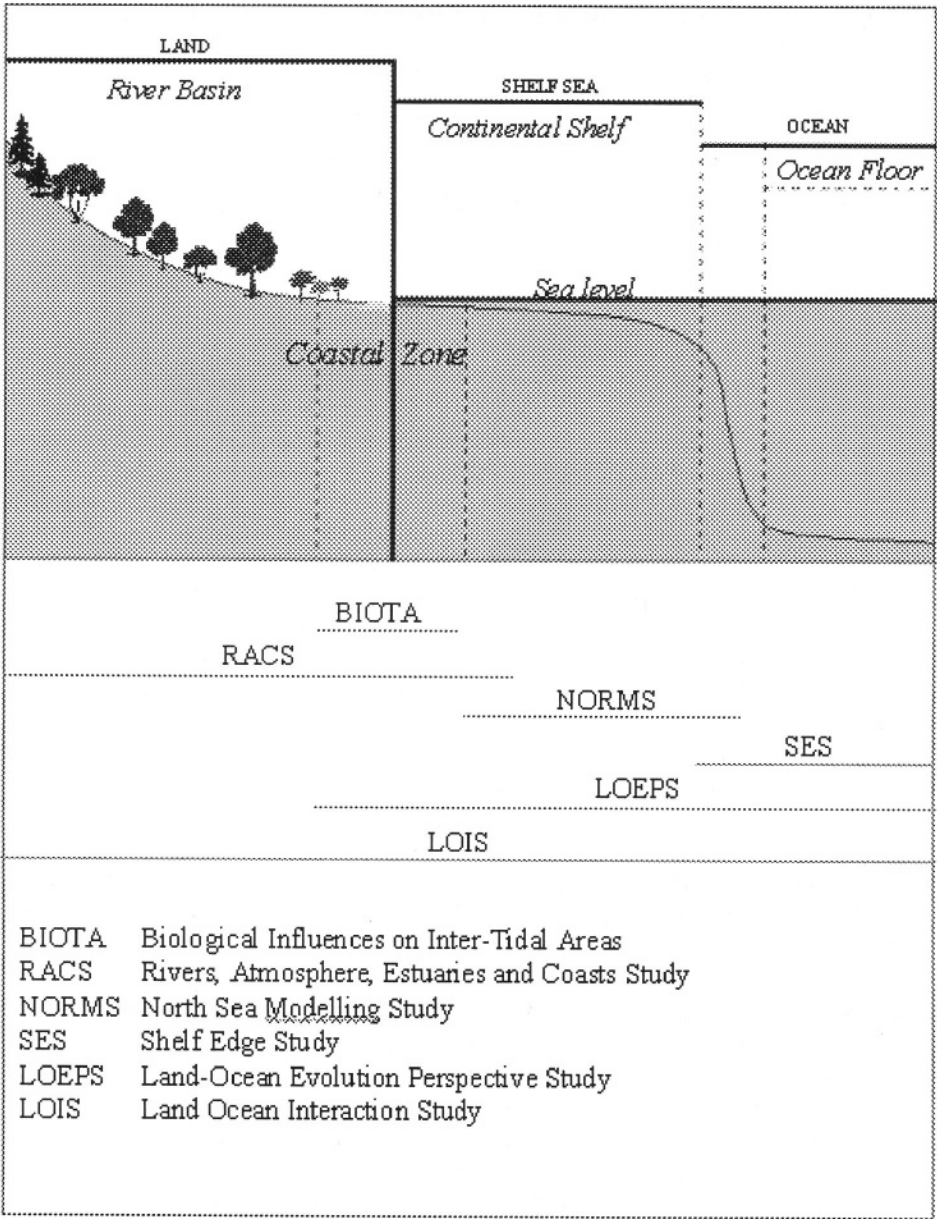 LAND
River Basin
SHELF SEA
Continental Shelf
OCEAN
Ocean Floor
Sea level
Coastal Zone
BIOTA
RACS
NORMS
SES
LOEPS
LOIS
BIOTA Biological Influences on Inter-Tidal Areas
RACS Rivers, Atmosphere, Estuaries and Coasts Study
NORMS North Sea Modelling Study
SES Shelf Edge Study
LOEPS Land-Ocean Evolution Perspective Study
LOIS Land Ocean Interaction Study